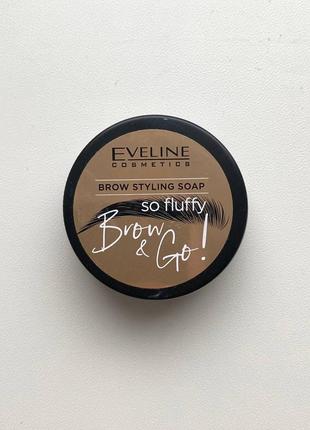 EVELINE
COSMETICS
BROW STYLING SOAP
so fluffy
Brow
& Go!